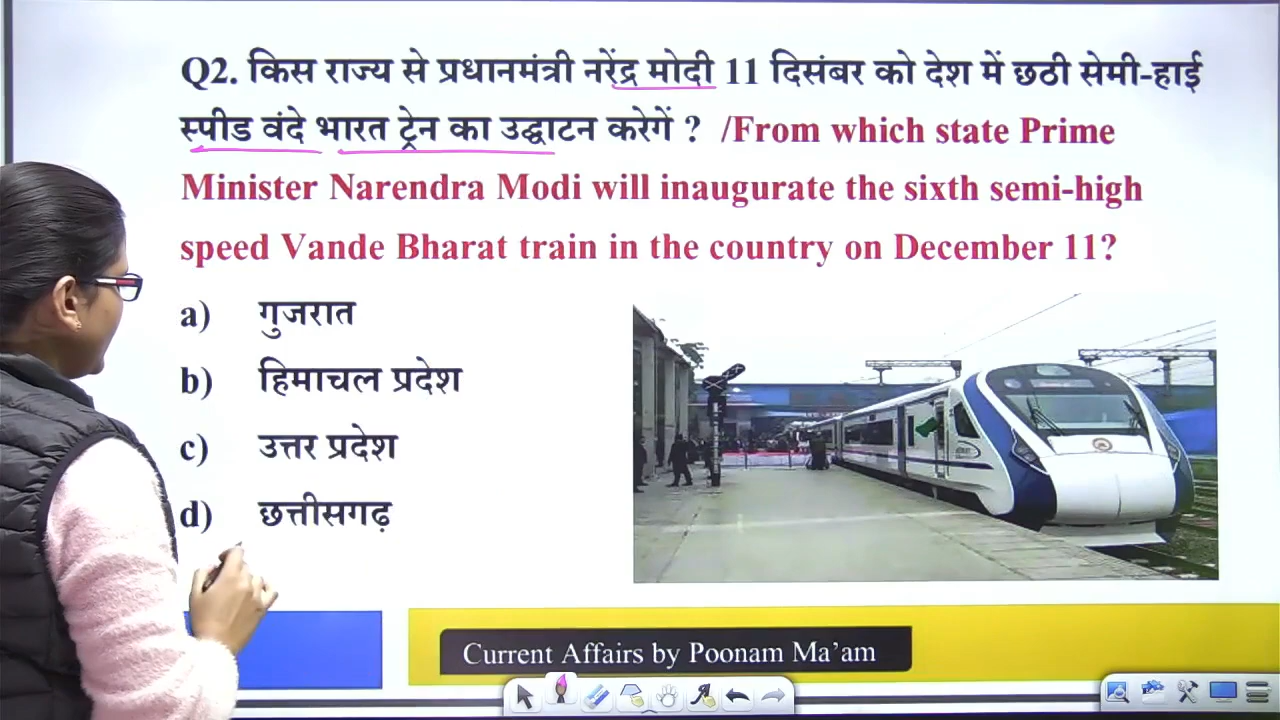 Q2. किस राज्य से प्रधानमंत्री नरेंद्र मोदी 11 दिसंबर को देश में छठी सेमी-हाई
स्पीड वंदे भारत ट्रेन का उद्घाटन करेगें ? /From which state Prime
Minister Narendra Modi will inaugurate the sixth semi-high
speed Vande Bharat train in the country on December 11?
a) गुजरात
b) हिमाचल प्रदेश
c) उत्तर प्रदेश
d) छत्तीसगढ़
Current Affairs by Poonam Ma’am